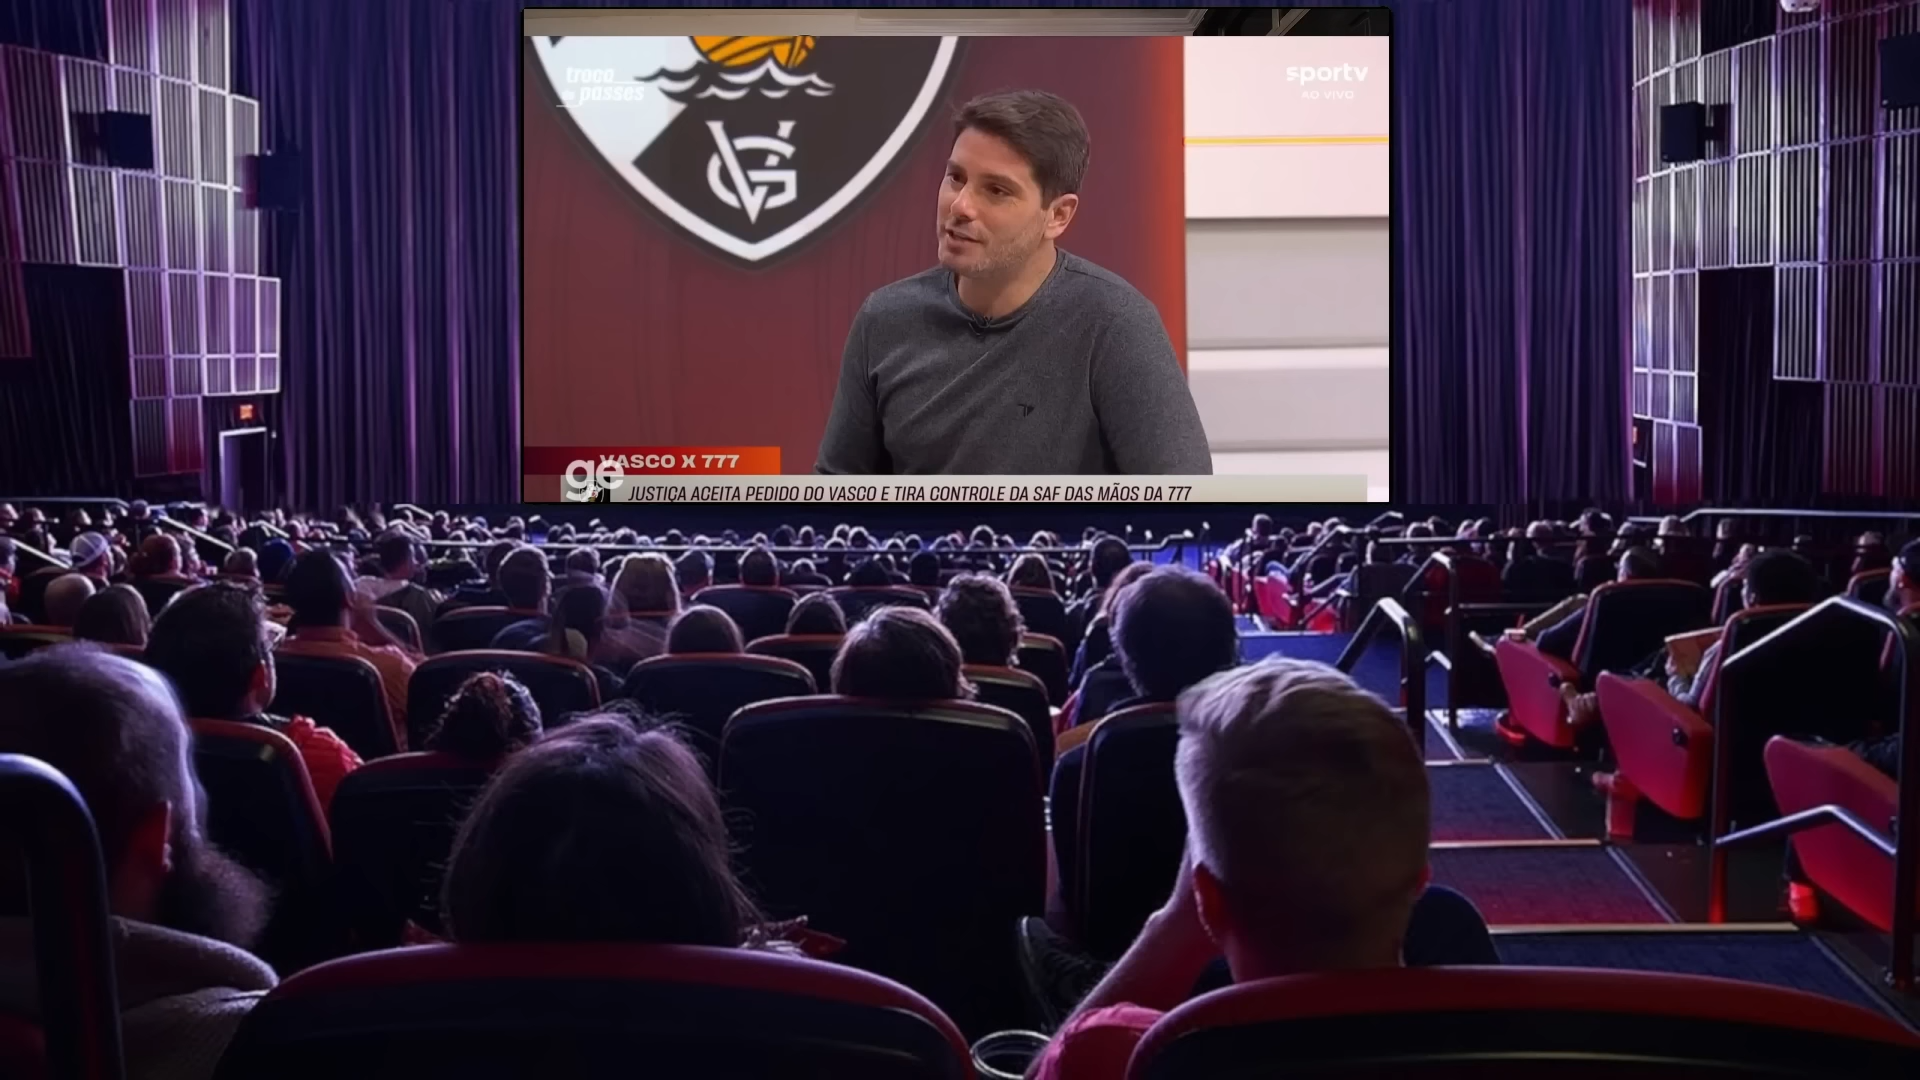 troca
de passes
sportv
AO VIVO
VG
VASCO X 777
ge
JUSTIÇA ACEITA PEDIDO DO VASCO E TIRA CONTROLE DA SAF DAS MÃOS DA 777